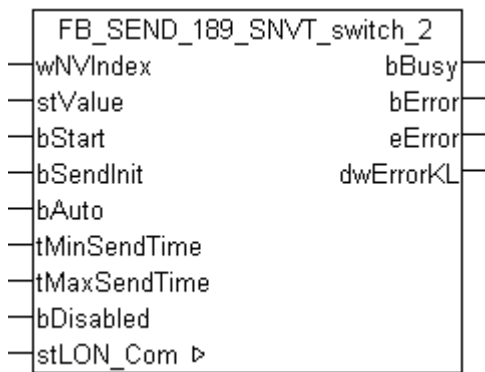 FB_SEND_189_SNVT_switch_2
wNVIndex bBusy
stValue bError
bStart eError
bSendInit dwErrorKL
bAuto
tMinSendTime
tMaxSendTime
bDisabled
stLON_Com ▷